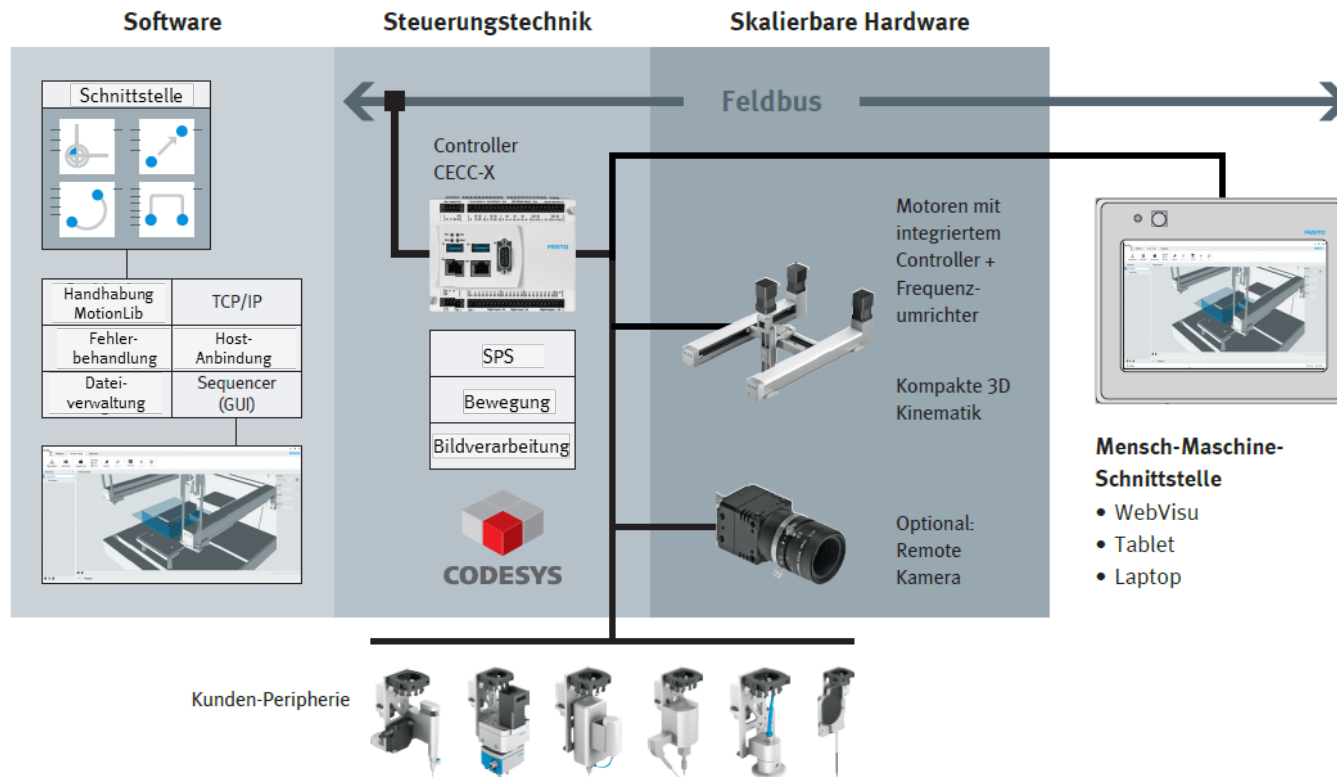 Software
Steuerungstechnik
Skalierbare Hardware
Schnittstelle
Feldbus
Controller
CECC-X
FESTO
Handhabung
MotionLib
TCP/IP
Fehler-
behandlung
Host-
Anbindung
Datei-
verwaltung
Sequencer
(GUI)
SPS
Bewegung
Bildverarbeitung
CODESYS
Motoren mit
integriertem
Controller +
Frequenz-
umrichter
Kompakte 3D
Kinematik
Optional:
Remote
Kamera
FESTO
Mensch-Maschine-
Schnittstelle
• WebVisu
• Tablet
• Laptop
Kunden-Peripherie